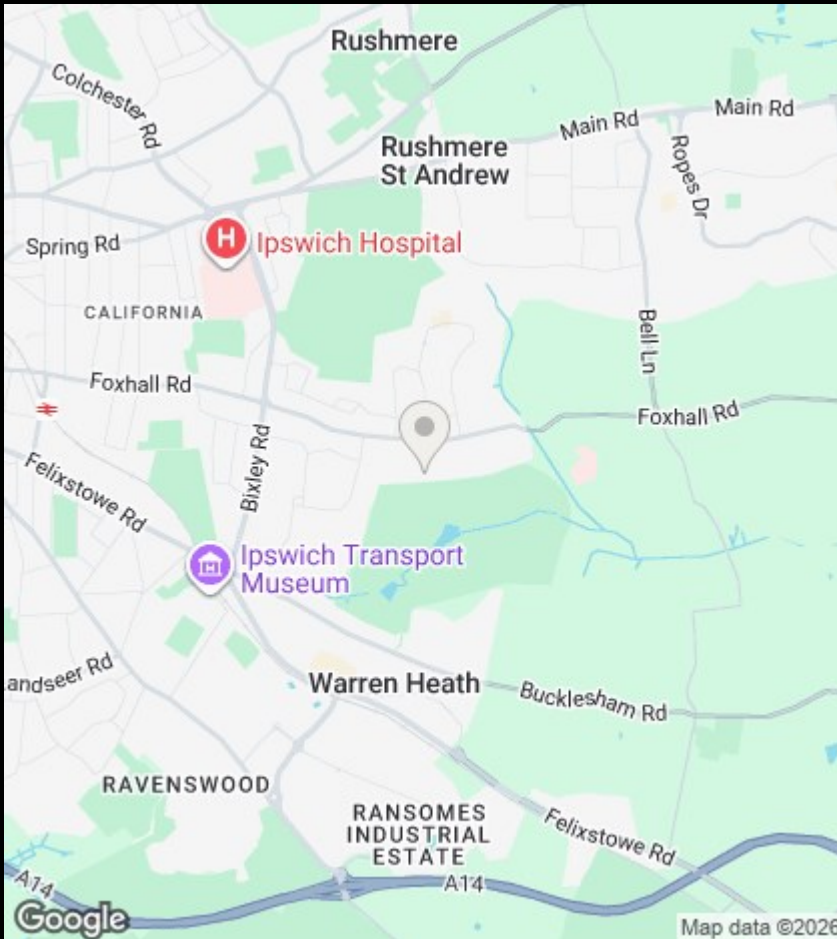 Rushmere
Colchester Rd
Main Rd
Main Rd
Rushmere
St Andrew
Ropes Dr
Spring Rd
H
Ipswich Hospital
CALIFORNIA
Bell Ln
Foxhall Rd
Foxhall Rd
Bixley Rd
Felixstowe Rd
Ipswich Transport
Museum
Landseer Rd
Warren Heath
Bucklesham Rd
RAVENSWOOD
RANSOMES
INDUSTRIAL
ESTATE
Felixstowe Rd
A14
A14
Google
Map data ©2026